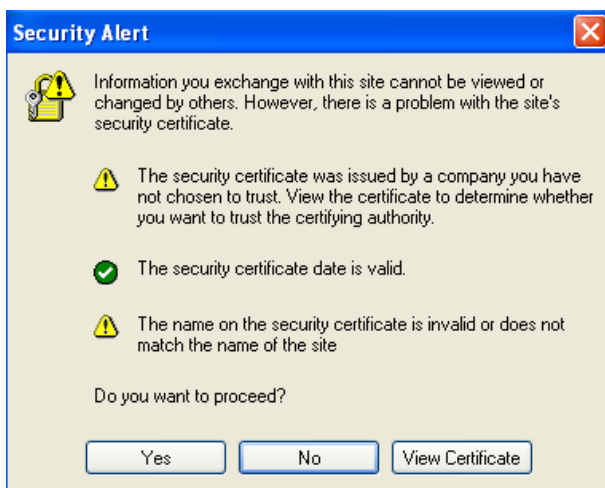 Security Alert
Information you exchange with this site cannot be viewed or
changed by others. However, there is a problem with the site's
security certificate.
The security certificate was issued by a company you have
not chosen to trust. View the certificate to determine whether
you want to trust the certifying authority.
The security certificate date is valid.
The name on the security certificate is invalid or does not
match the name of the site
Do you want to proceed?
Yes No View Certificate